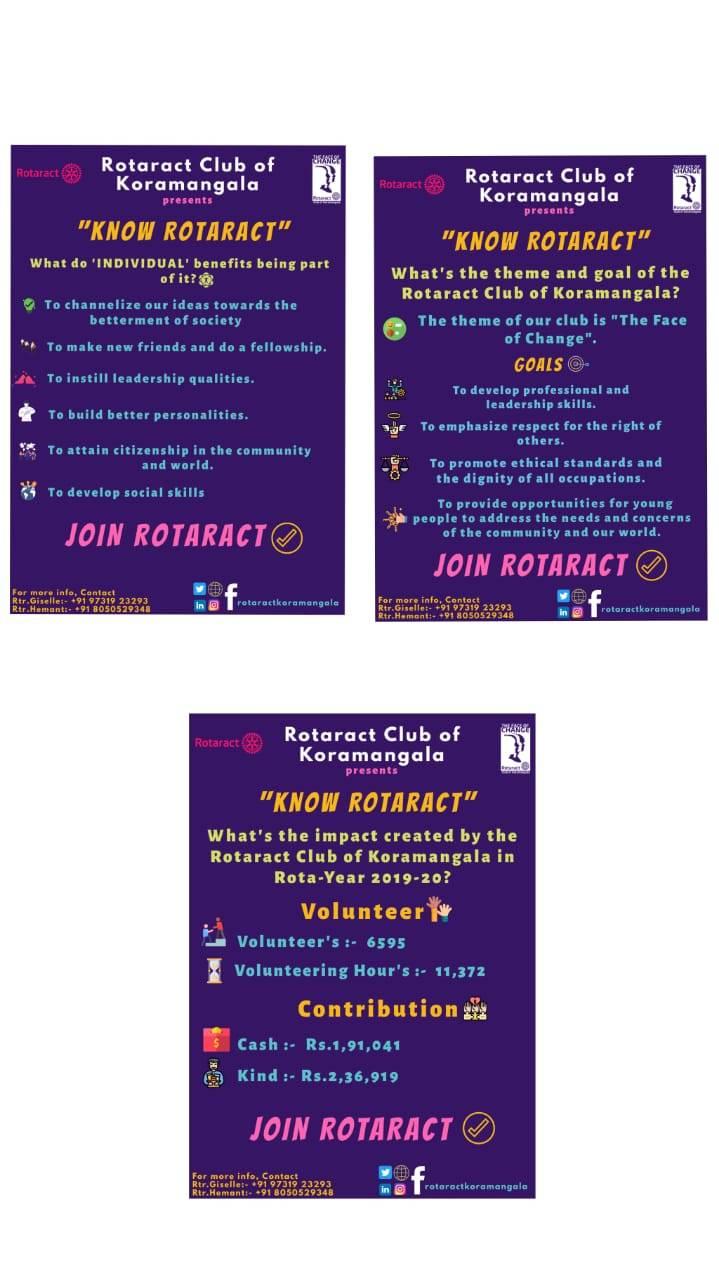 Rotaract
Rotaract Club of
Koramangala
presents
THE FACE OF
CHANGE
Rotaract
"KNOW ROTARACT"
What do 'INDIVIDUAL' benefits being part
of it?
To channelize our ideas towards the
betterment of society
To make new friends and do a fellowship.
To instill leadership qualities.
To build better personalities.
To attain citizenship in the community
and world.
To develop social skills
JOIN ROTARACT
For more info, Contact
Rtr.Giselle:- +91 97319 23293
Rtr.Hemant:- +91 8050529348
rotaractkoramangala
Rotaract
Rotaract Club of
Koramangala
presents
THE FACE OF
CHANGE
Rotaract
"KNOW ROTARACT"
What's the theme and goal of the
Rotaract Club of Koramangala?
The theme of our club is "The Face
of Change".
GOALS
To develop professional and
leadership skills.
To emphasize respect for the right of
others.
To promote ethical standards and
the dignity of all occupations.
To provide opportunities for young
people to address the needs and concerns
of the community and our world.
JOIN ROTARACT
For more info, Contact
Rtr.Giselle:- +91 97319 23293
Rtr.Hemant:- +91 8050529348
rotaractkoramangala
Rotaract
Rotaract Club of
Koramangala
presents
THE FACE OF
CHANGE
Rotaract
"KNOW ROTARACT"
What's the impact created by the
Rotaract Club of Koramangala in
Rota-Year 2019-20?
Volunteer
Volunteer's :- 6595
Volunteering Hour's :- 11,372
Contribution
Cash :- Rs.1,91,041
Kind :- Rs.2,36,919
JOIN ROTARACT
For more info, Contact
Rtr.Giselle:- +91 97319 23293
Rtr.Hemant:- +91 8050529348
rotaractkoramangala